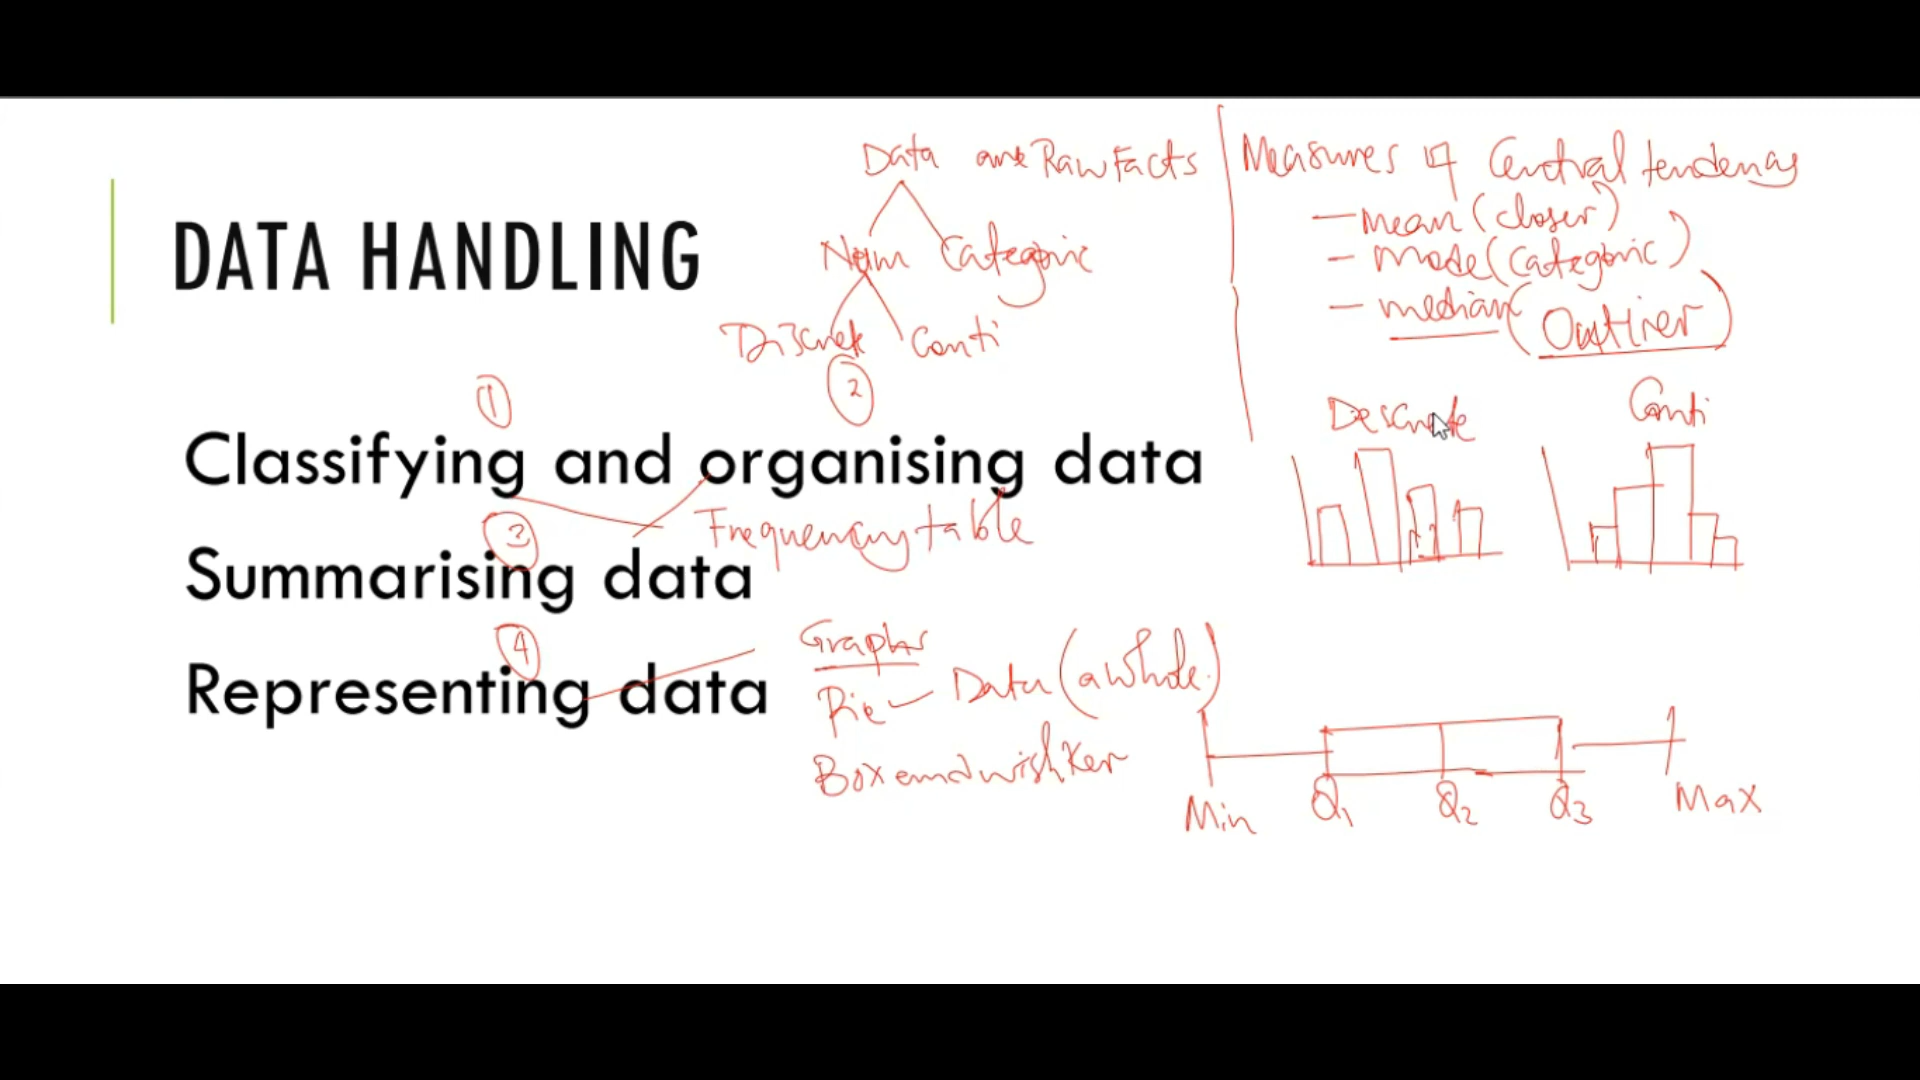 DATA HANDLING
Data are Raw Facts
Num Categoric
Discrete Conti
① ②
Classifying and organising data
Frequency table
③
Summarising data
④
Representing data
Graphs
Pie - Data (a whole.)
Box and wishker
Measures of Central tendency
- mean (closer)
- mode (categoric)
- median (Outlier)
Descrete Conti
Min Q1 Q2 Q3 Max